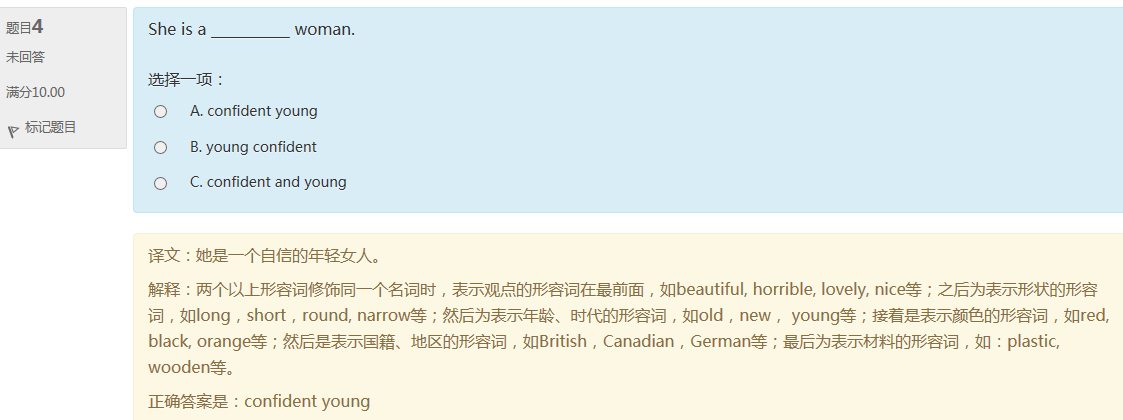 题目4
未回答
满分10.00
标记题目
She is a __________ woman.
选择一项：
A. confident young
B. young confident
C. confident and young
译文：她是一个自信的年轻女人。
解释：两个以上形容词修饰同一个名词时，表示观点的形容词在最前面，如beautiful, horrible, lovely, nice等；之后为表示形状的形容
词，如long，short，round, narrow等；然后为表示年龄、时代的形容词，如old，new， young等；接着是表示颜色的形容词，如red,
black, orange等；然后是表示国籍、地区的形容词，如British，Canadian，German等；最后为表示材料的形容词，如：plastic,
wooden等。
正确答案是：confident young